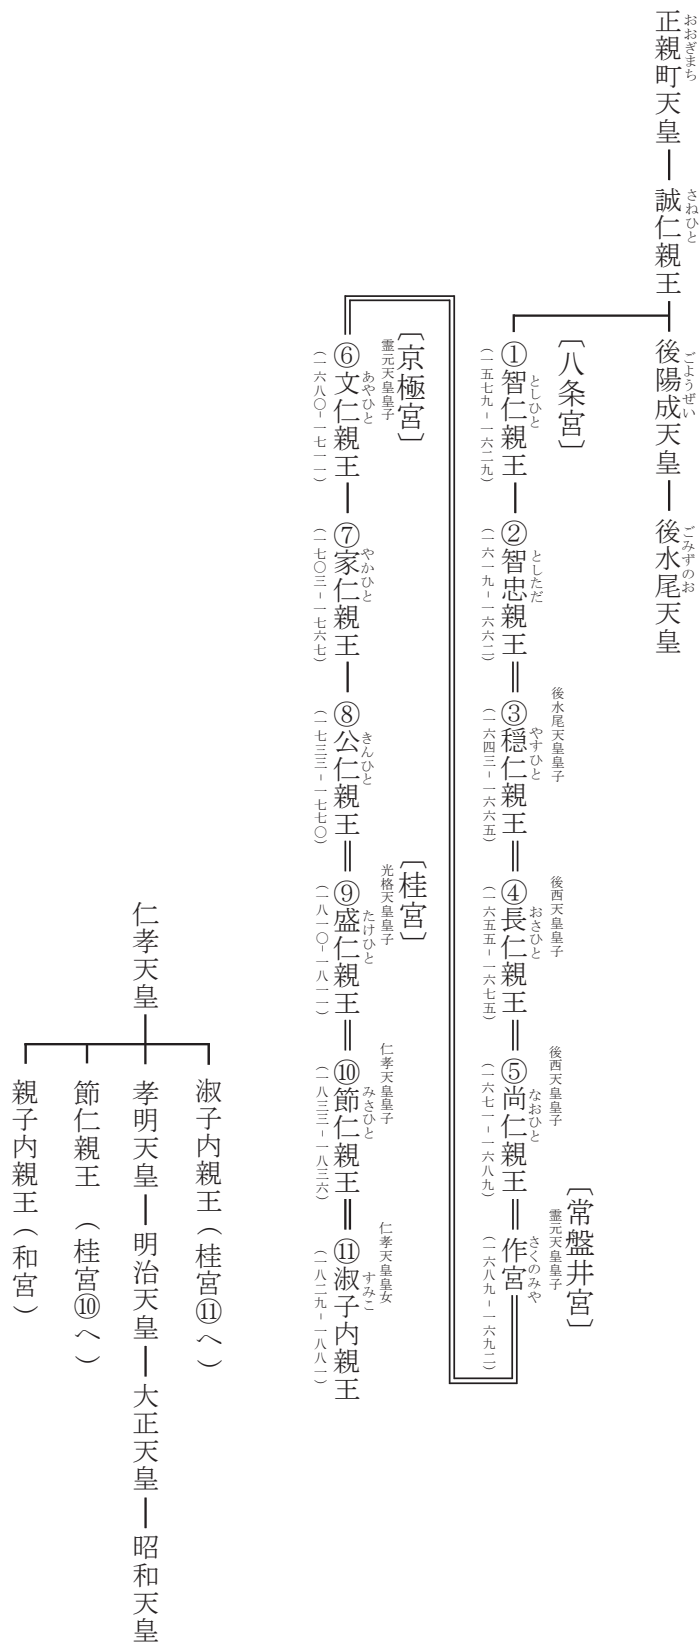 正親町天皇 誠仁親王 後陽成天皇 後水尾天皇
おおぎまち さねひと ごようぜい ごみずのお
〔八条宮〕 〔常盤井宮〕
後水尾天皇皇子 後西天皇皇子 後西天皇皇子 霊元天皇皇子
としひと としただ やすひと おさひと なおひと さくのみや
①智仁親王 ②智忠親王 ③穏仁親王 ④長仁親王 ⑤尚仁親王 作宮
(一五七九-一六二九) (一六一九-一六六二) (一六四三-一六六五) (一六五五-一六七五) (一六七一-一六八九) (一六八九-一六九二)
〔京極宮〕 〔桂宮〕
霊元天皇皇子 光格天皇皇子 仁孝天皇皇子 仁孝天皇皇女
あやひと やかひと きんひと たけひと みさひと すみこ
⑥文仁親王 ⑦家仁親王 ⑧公仁親王 ⑨盛仁親王 ⑩節仁親王 ⑪淑子内親王
(一六八〇-一七一一) (一七〇三-一七六七) (一七三三-一七七〇) (一八一〇-一八一一) (一八三三-一八三六) (一八二九-一八八一)
仁孝天皇
淑子内親王(桂宮⑪へ)
孝明天皇 明治天皇 大正天皇 昭和天皇
節仁親王 (桂宮⑩へ)
親子内親王(和宮)